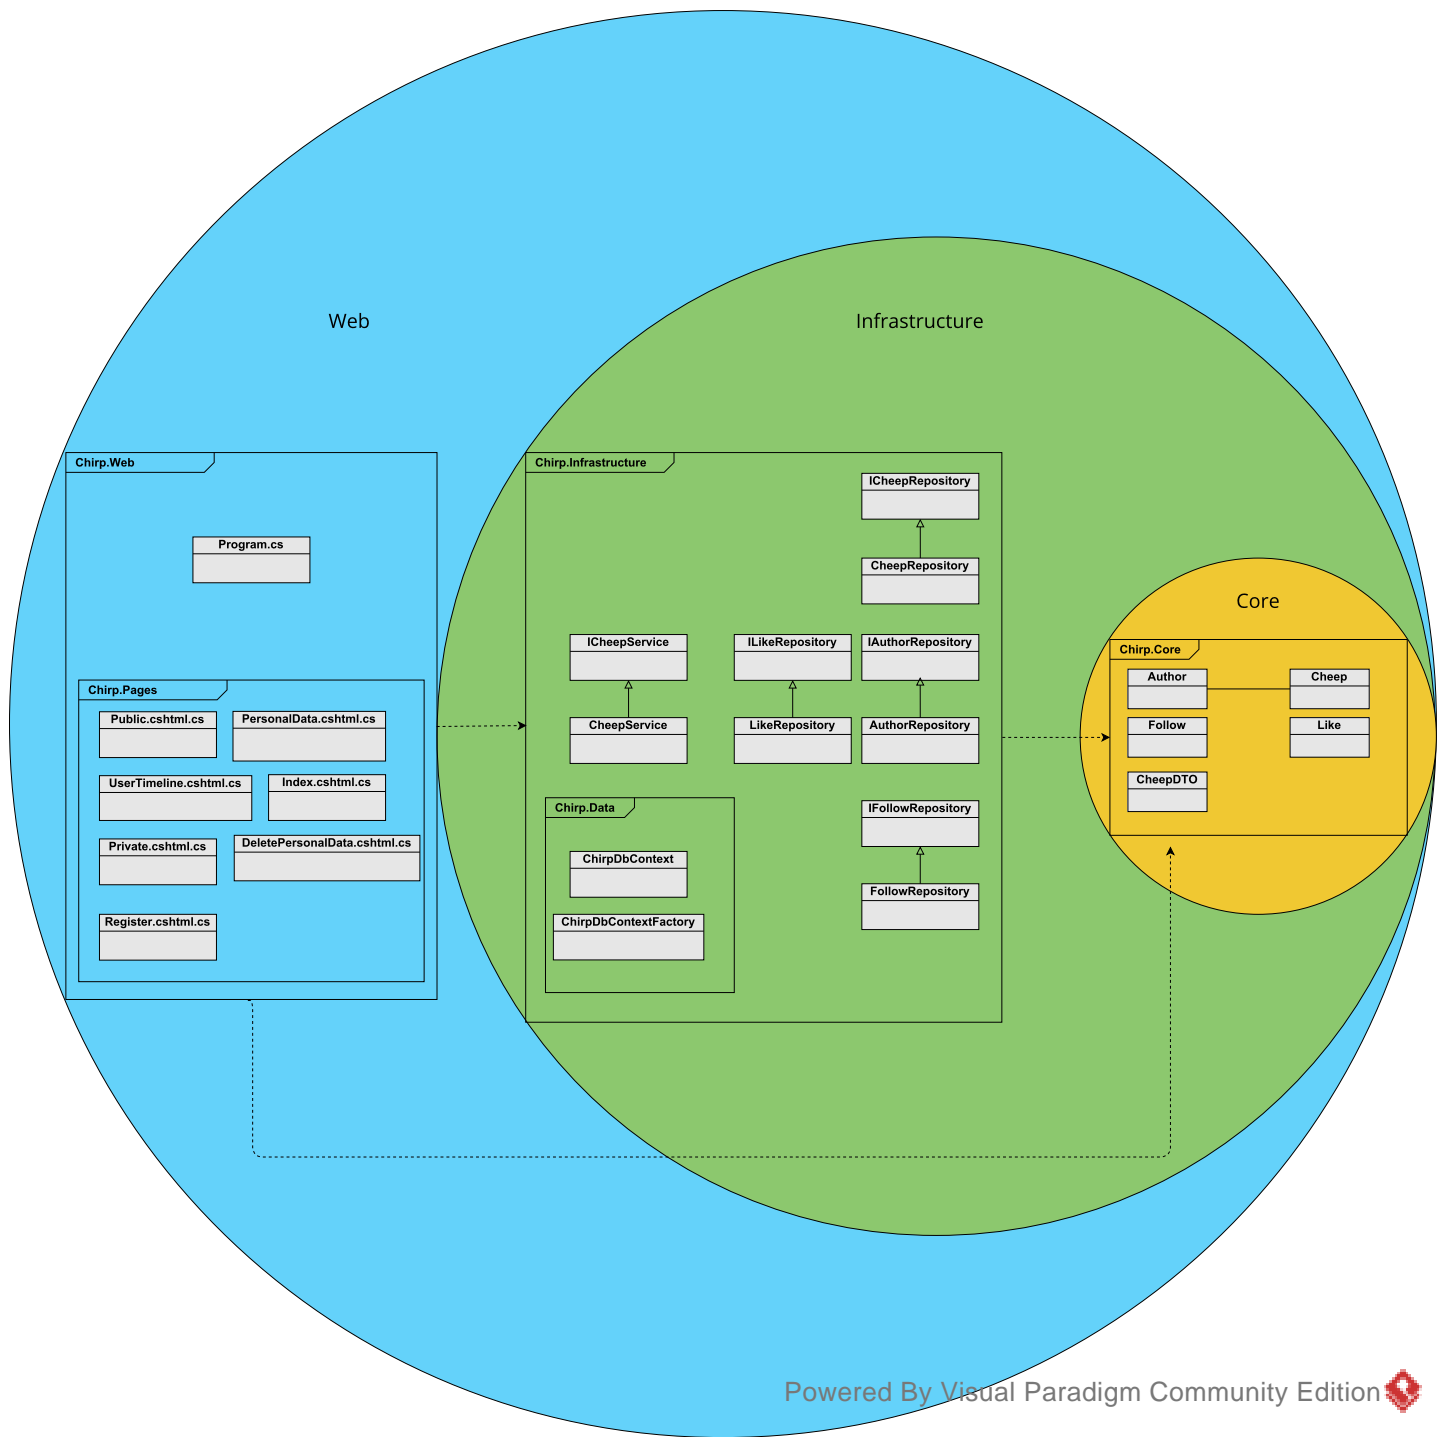 Web
Infrastructure
Chirp.Web
Program.cs
Chirp.Pages
Public.cshtml.cs
PersonalData.cshtml.cs
UserTimeline.cshtml.cs
Index.cshtml.cs
Private.cshtml.cs
DeletePersonalData.cshtml.cs
Register.cshtml.cs
Chirp.Infrastructure
ICheepRepository
CheepRepository
ICheepService
ILikeRepository
IAuthorRepository
CheepService
LikeRepository
AuthorRepository
Chirp.Data
ChirpDbContext
ChirpDbContextFactory
IFollowRepository
FollowRepository
Core
Chirp.Core
Author
Cheep
Follow
Like
CheepDTO
Powered By Visual Paradigm Community Edition